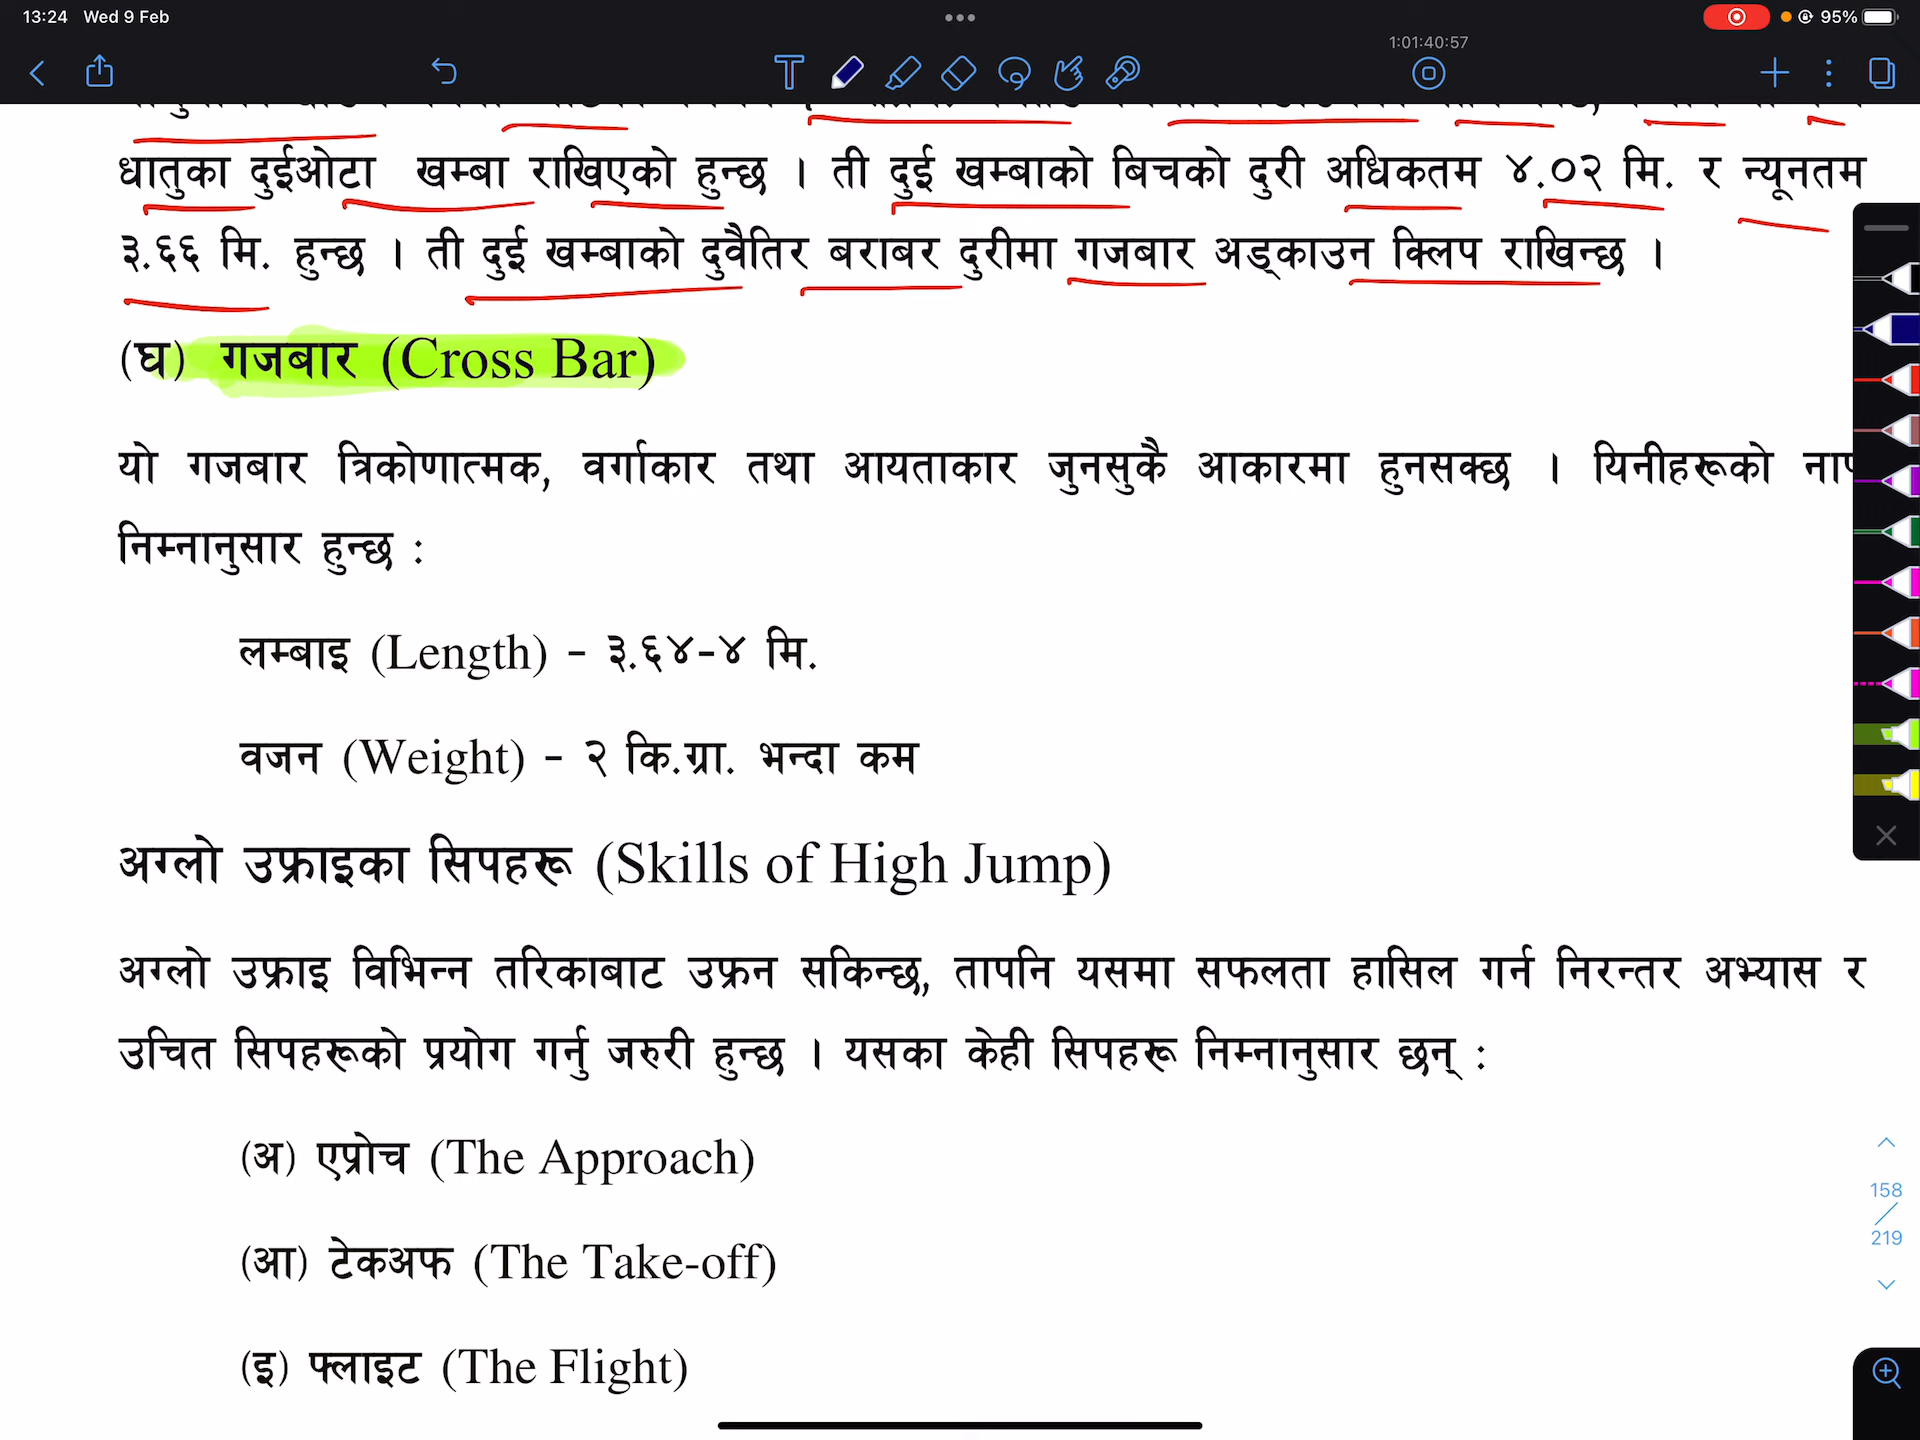 13:24 Wed 9 Feb
95%
1:01:40:57
धातुका दुईओटा खम्बा राखिएको हुन्छ । ती दुई खम्बाको बिचको दुरी अधिकतम ४.०२ मि. र न्यूनतम
३.६६ मि. हुन्छ । ती दुई खम्बाको दुवैतिर बराबर दुरीमा गजबार अड्काउन क्लिप राखिन्छ ।
(घ) गजबार (Cross Bar)
यो गजबार त्रिकोणात्मक, वर्गाकार तथा आयताकार जुनसुकै आकारमा हुनसक्छ । यिनीहरूको
निम्नानुसार हुन्छ :
लम्बाइ (Length) - ३.६४-४ मि.
वजन (Weight) - २ कि.ग्रा. भन्दा कम
अग्लो उफ्राइका सिपहरू (Skills of High Jump)
अग्लो उफ्राइ विभिन्न तरिकाबाट उफ्रन सकिन्छ, तापनि यसमा सफलता हासिल गर्न निरन्तर अभ्यास र
उचित सिपहरूको प्रयोग गर्नु जरुरी हुन्छ । यसका केही सिपहरू निम्नानुसार छन् :
(अ) एप्रोच (The Approach)
(आ) टेकअफ (The Take-off)
(इ) फ्लाइट (The Flight)
158
/
219